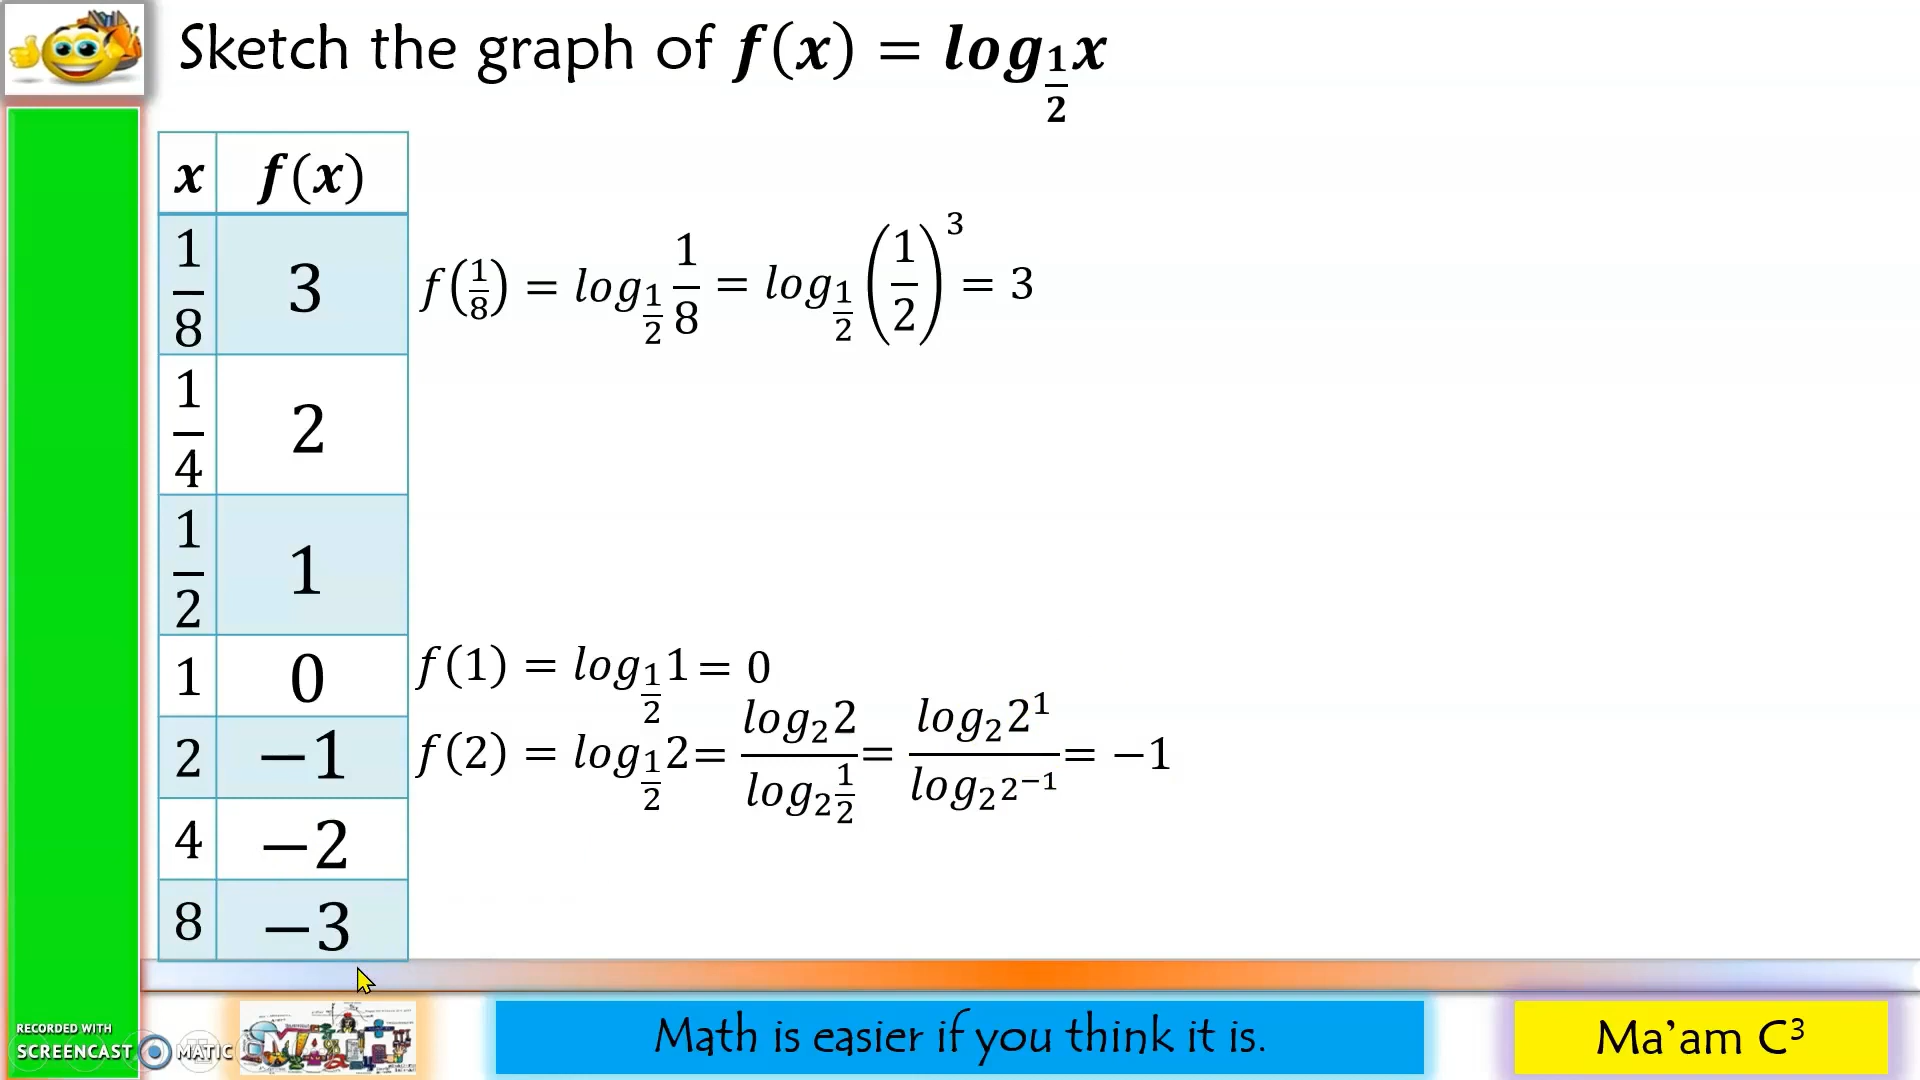 Sketch the graph of f(x) = log_{1/2} x
x f(x)
1/8 3 f(1/8) = log_{1/2} 1/8 = log_{1/2} (1/2)^3 = 3
1/4 2
1/2 1
1 0 f(1) = log_{1/2} 1 = 0
2 −1 f(2) = log_{1/2} 2 = log_2 2 / log_2 1/2 = log_2 2^1 / log_2 2^{−1} = −1
4 −2
8 −3
RECORDED WITH
SCREENCAST MATIC
MATH
Math is easier if you think it is.
Ma’am C³